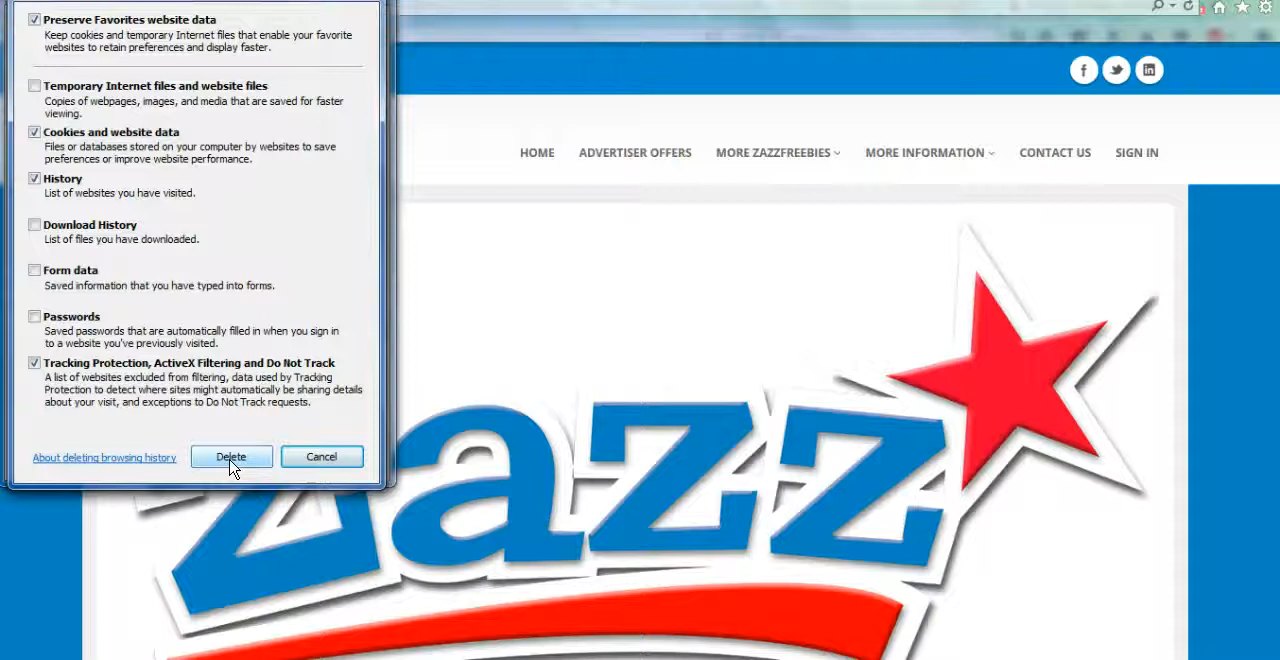 Preserve Favorites website data
Keep cookies and temporary Internet files that enable your favorite
websites to retain preferences and display faster.
Temporary Internet files and website files
Copies of webpages, images, and media that are saved for faster
viewing.
Cookies and website data
Files or databases stored on your computer by websites to save
preferences or improve website performance.
History
List of websites you have visited.
Download History
List of files you have downloaded.
Form data
Saved information that you have typed into forms.
Passwords
Saved passwords that are automatically filled in when you sign in
to a website you've previously visited.
Tracking Protection, ActiveX Filtering and Do Not Track
A list of websites excluded from filtering, data used by Tracking
Protection to detect where sites might automatically be sharing details
about your visit, and exceptions to Do Not Track requests.
About deleting browsing history
Delete
Cancel
f
in
HOME
ADVERTISER OFFERS
MORE ZAZZFREEBIES
MORE INFORMATION
CONTACT US
SIGN IN
Zazz